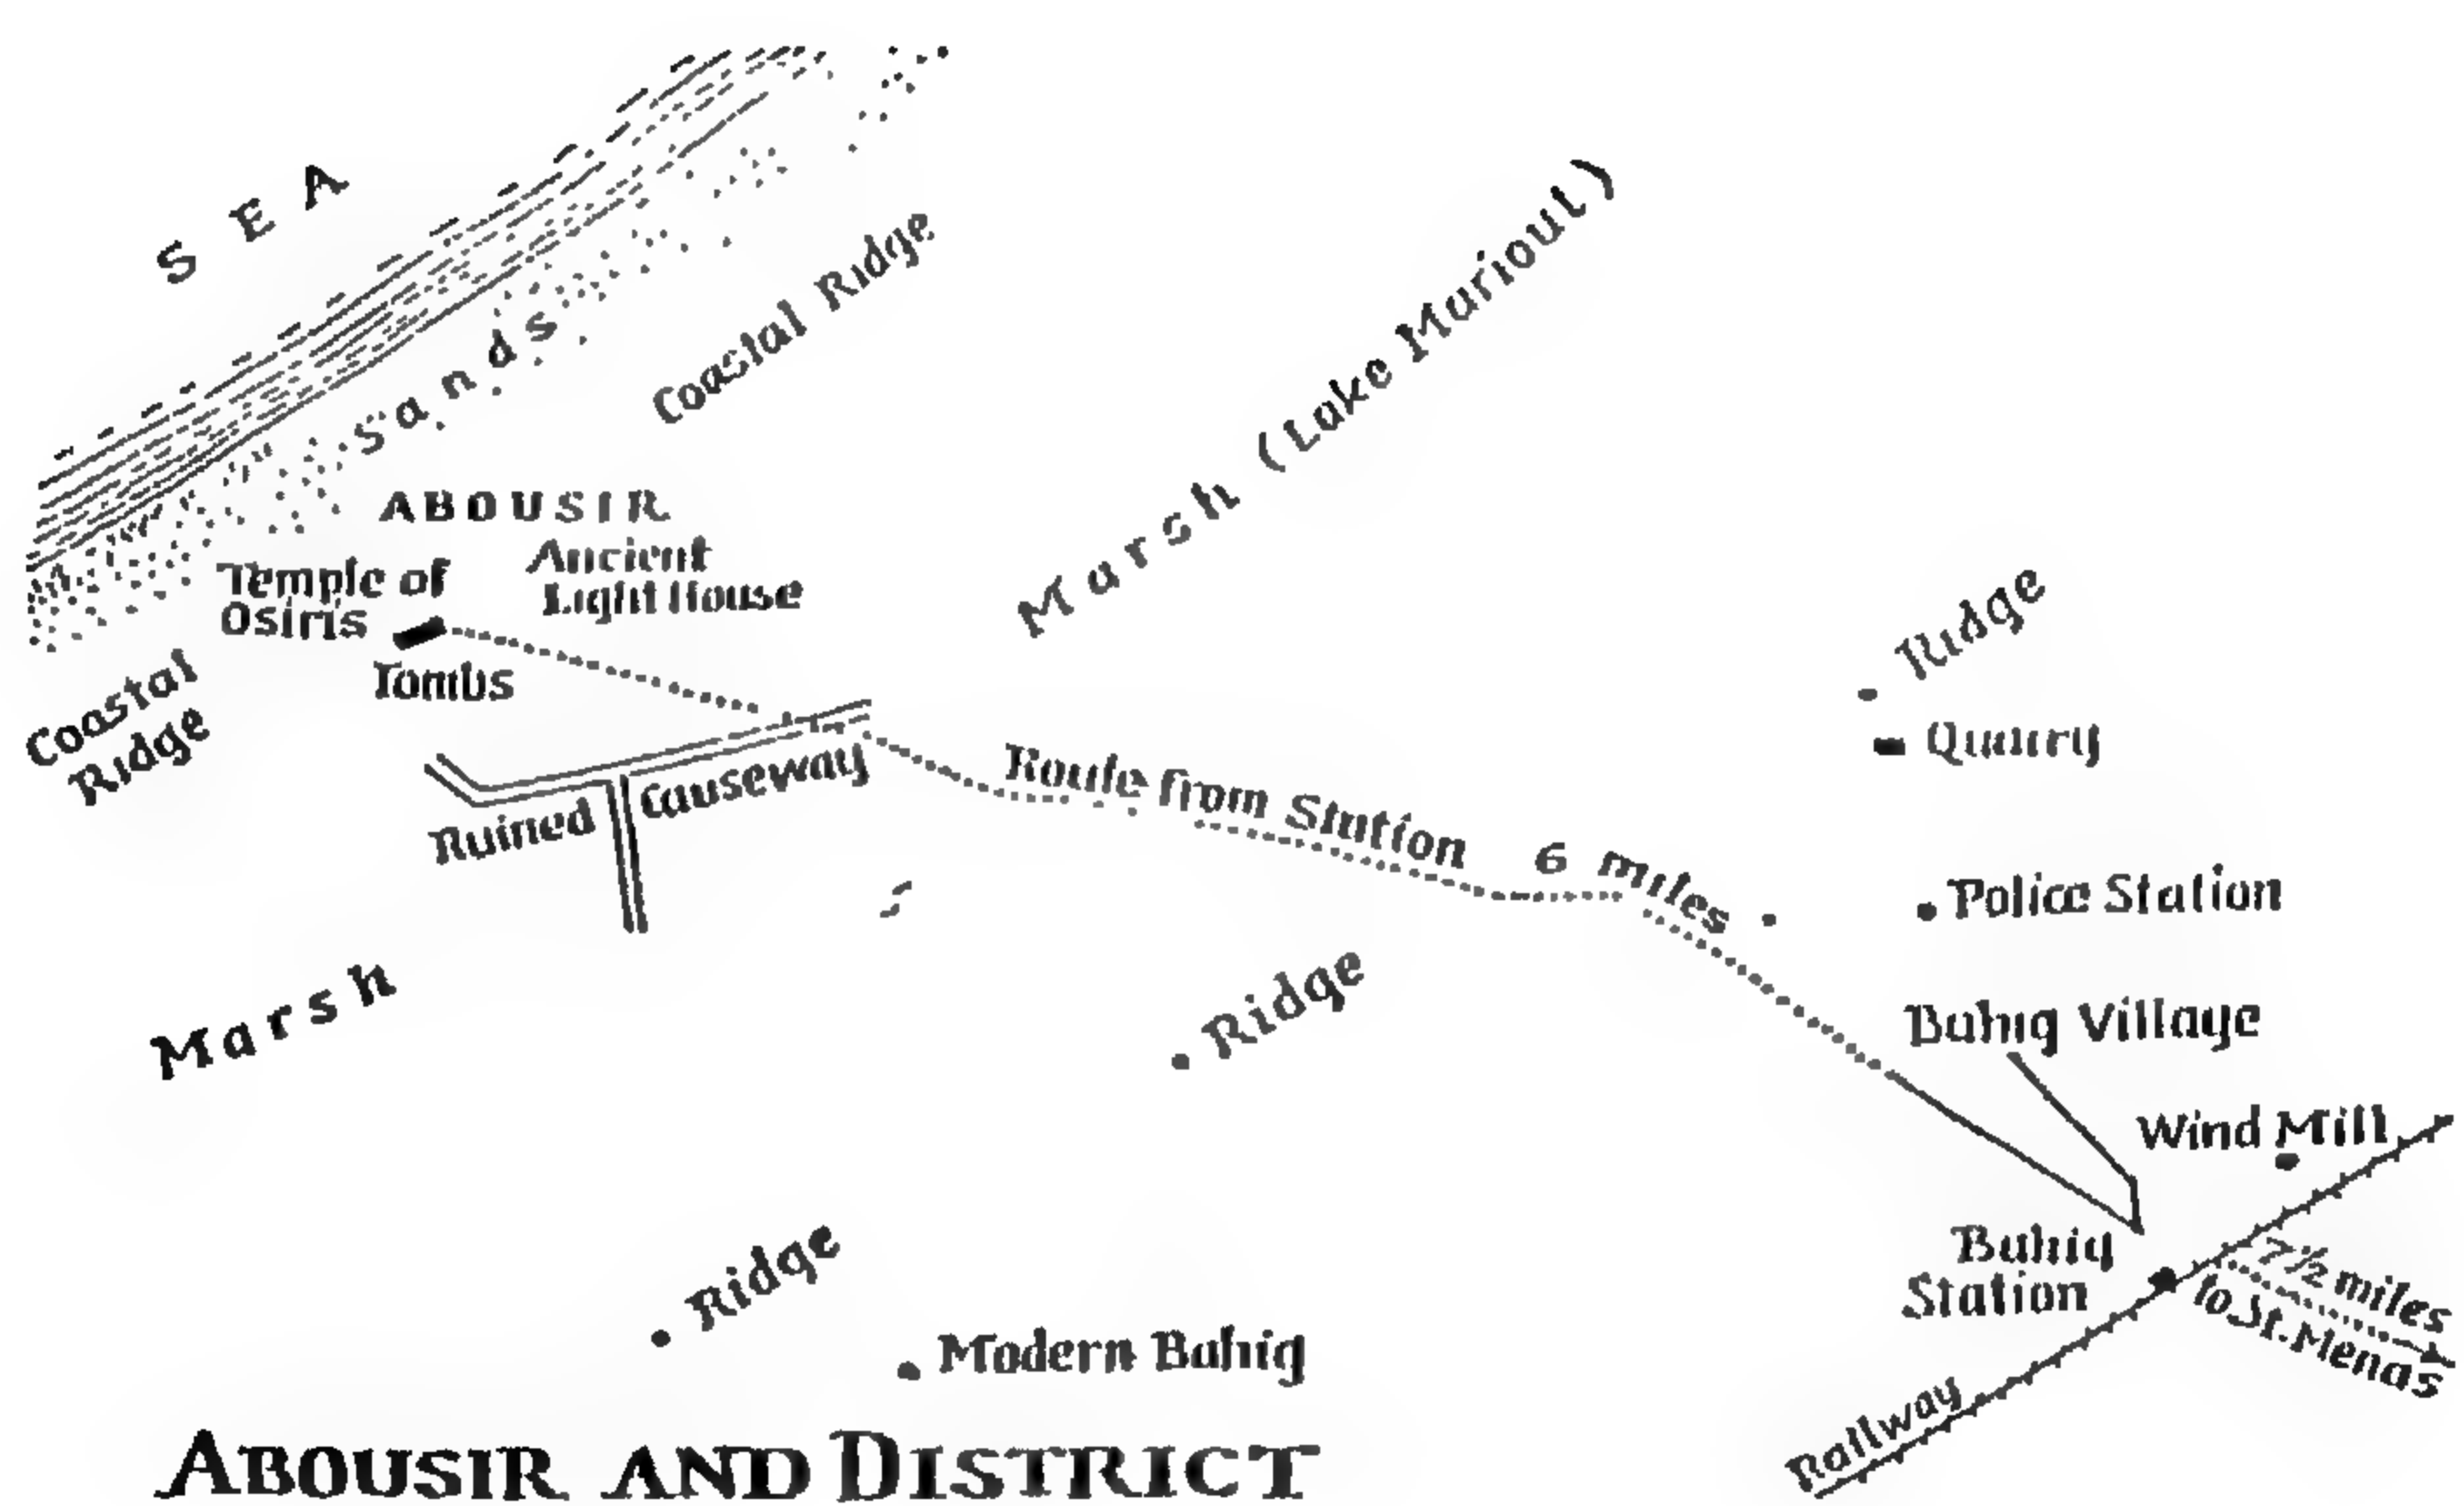 SEA
sands
Coastal Ridge
Marsh (Lake Mariout)
ABOUSIR
Temple of
Osiris
Ancient
Light House
Tombs
Coastal
Ridge
Ridge
Quarry
Route from Station 6 miles
Ruined Causeway
Police Station
Marsh
Ridge
Bahig Village
Wind Mill
Bahig
Station
7½ miles
to St. Menas
Ridge
Modern Bahig
Railway
ABOUSIR AND DISTRICT